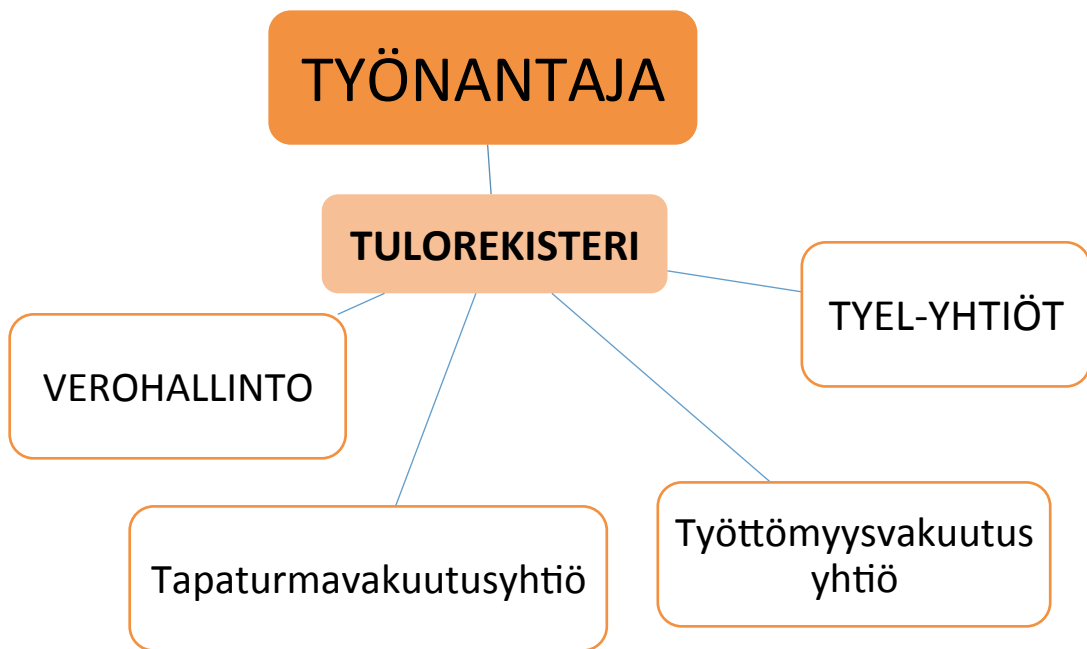 TYÖNANTAJA
TULOREKISTERI
TYEL-YHTIÖT
VEROHALLINTO
Tapaturmavakuutusyhtiö
Työttömyysvakuutus
yhtiö